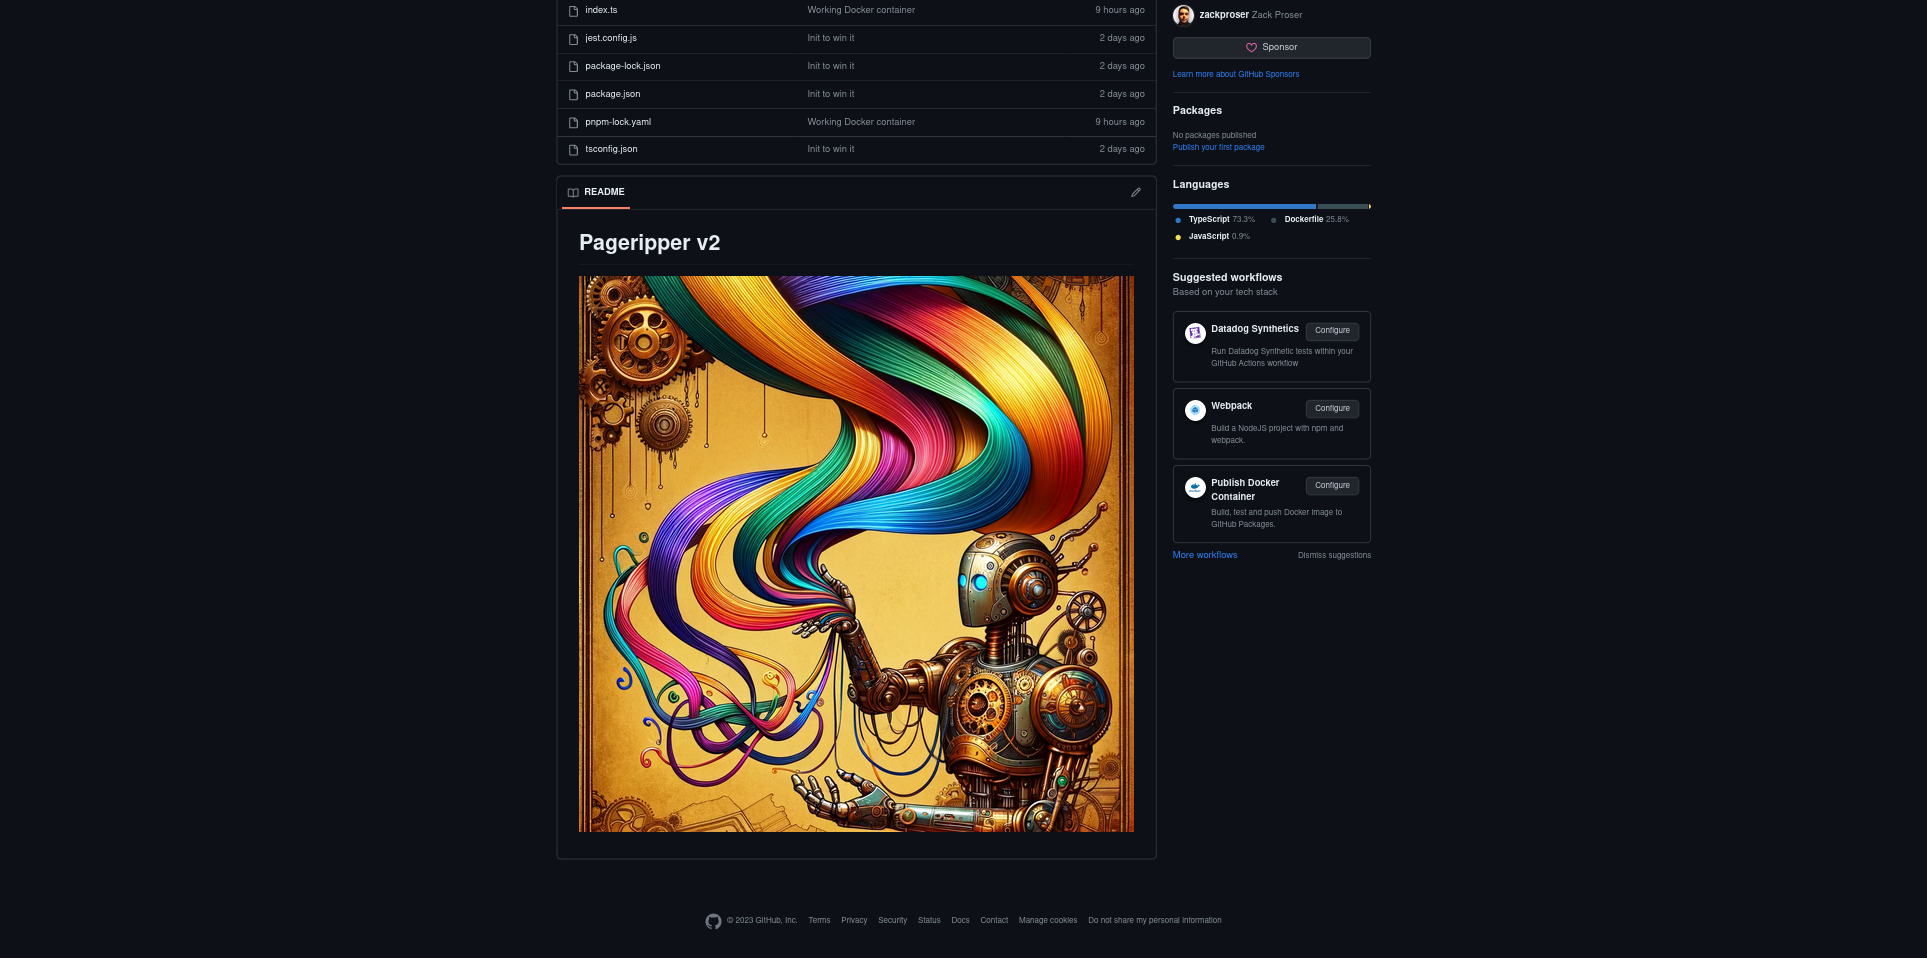 index.ts Working Docker container 9 hours ago
jest.config.js Init to win it 2 days ago
package-lock.json Init to win it 2 days ago
package.json Init to win it 2 days ago
pnpm-lock.yaml Working Docker container 9 hours ago
tsconfig.json Init to win it 2 days ago
README
Pageripper v2
zackproser Zack Proser
Sponsor
Learn more about GitHub Sponsors
Packages
No packages published
Publish your first package
Languages
TypeScript 73.3% Dockerfile 25.8%
JavaScript 0.9%
Suggested workflows
Based on your tech stack
Datadog Synthetics Configure
Run Datadog Synthetic tests within your
GitHub Actions workflow
Webpack Configure
Build a NodeJS project with npm and
webpack.
Publish Docker Configure
Container
Build, test and push Docker image to
GitHub Packages.
More workflows Dismiss suggestions
© 2023 GitHub, Inc. Terms Privacy Security Status Docs Contact Manage cookies Do not share my personal information